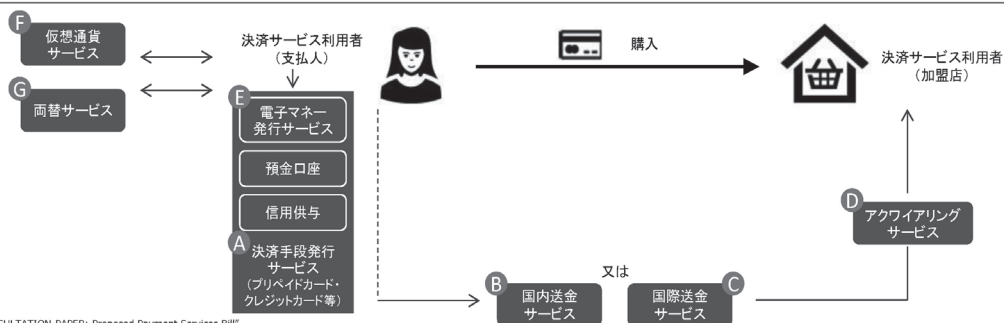 F
仮想通貨
サービス
G
両替サービス
決済サービス利用者
（支払人）
E
電子マネー
発行サービス
預金口座
信用供与
A
決済手段発行
サービス
（プリペイドカード・
クレジットカード等）
購入
決済サービス利用者
（加盟店）
D
アクワイアリング
サービス
B
国内送金
サービス
又は
C
国際送金
サービス
PAPER: Proposed Payment Services Bill"